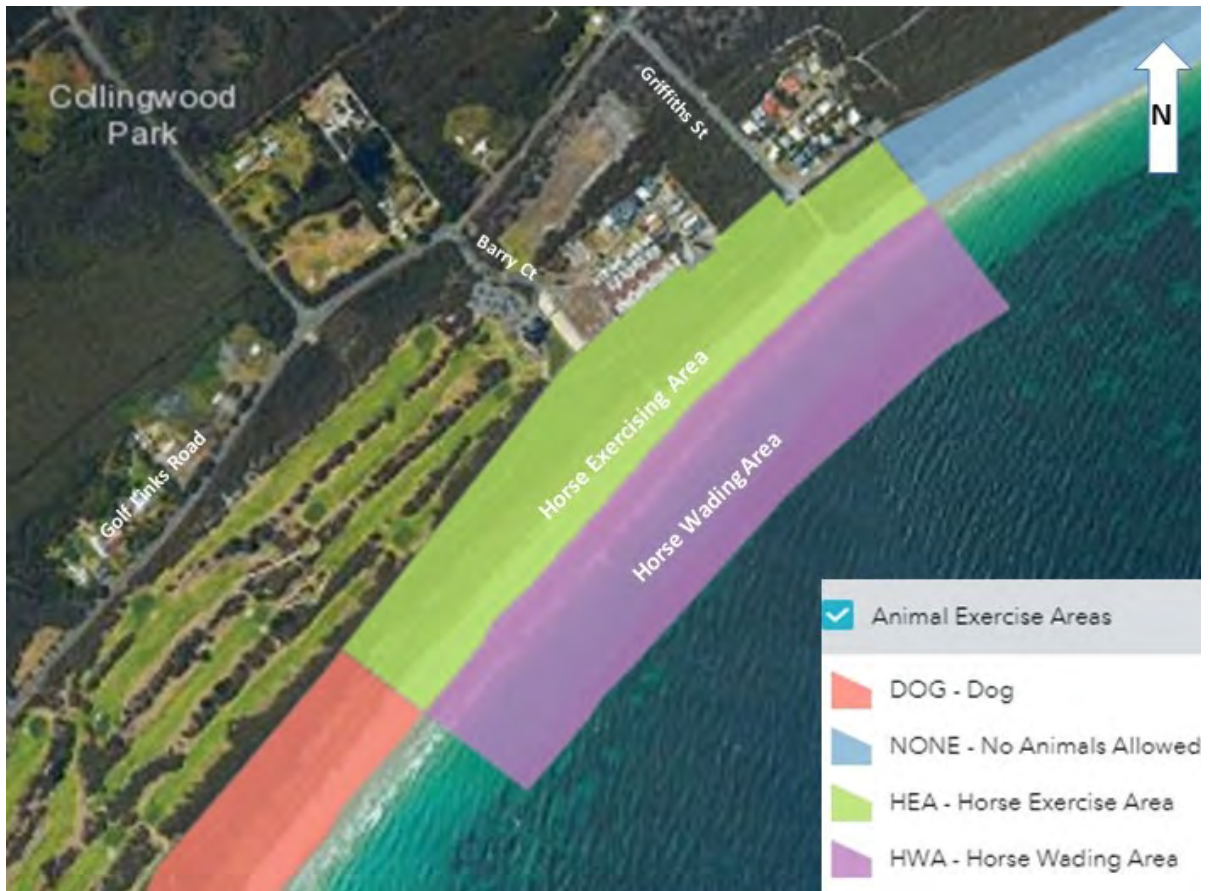 Collingwood
Park
Griffiths St
N
Barry Ct
Golf Links Road
Horse Exercising Area
Horse Wading Area
Animal Exercise Areas
DOG - Dog
NONE - No Animals Allowed
HEA - Horse Exercise Area
HWA - Horse Wading Area